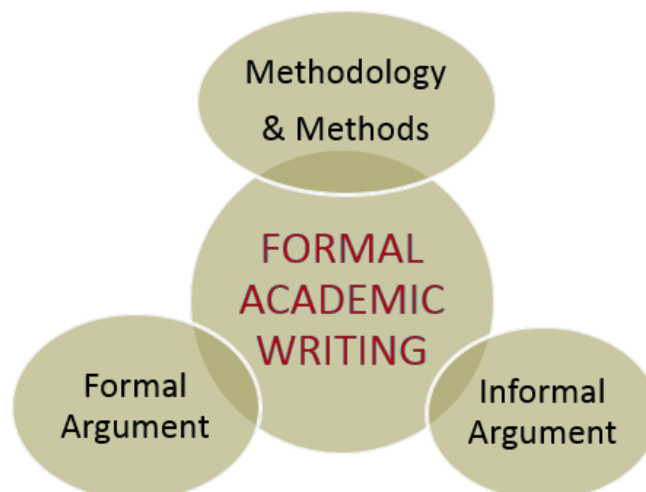 Methodology
& Methods
FORMAL
ACADEMIC
WRITING
Formal
Argument
Informal
Argument